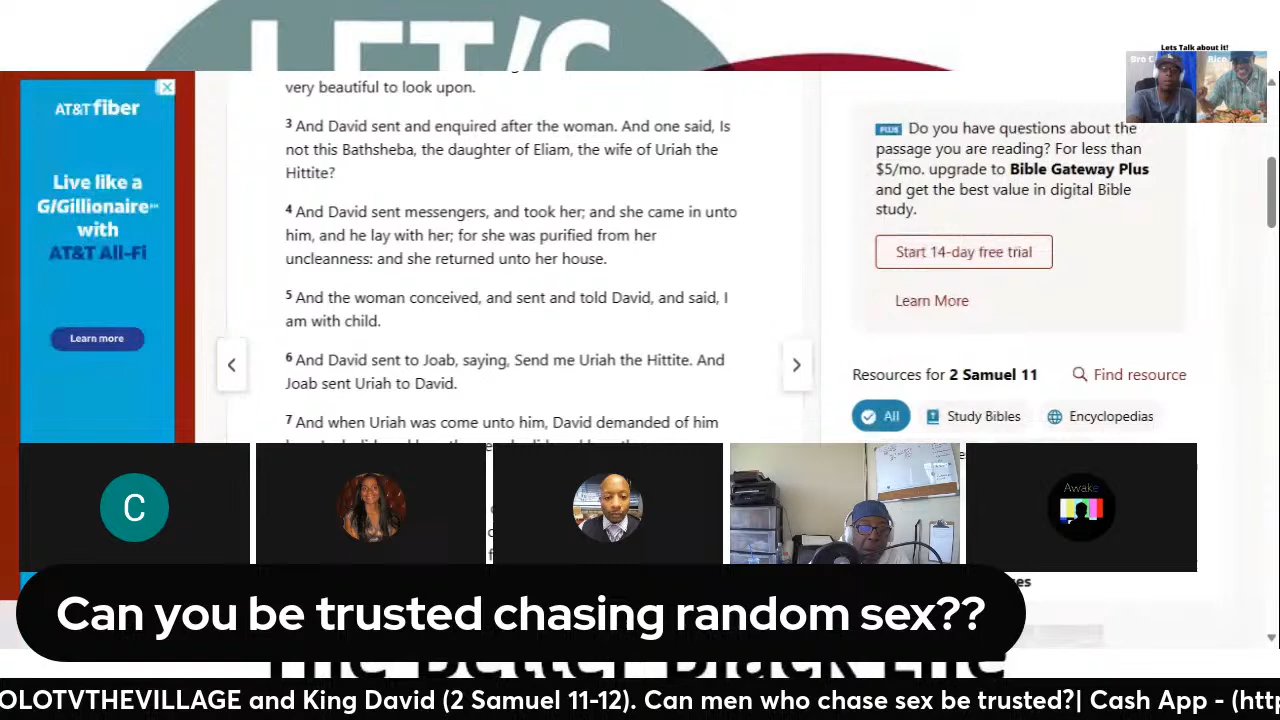 LET'S
Lets Talk about it!
Bro C
Rico
very beautiful to look upon.
3 And David sent and enquired after the woman. And one said, Is
not this Bathsheba, the daughter of Eliam, the wife of Uriah the
Hittite?
4 And David sent messengers, and took her; and she came in unto
him, and he lay with her; for she was purified from her
uncleanness: and she returned unto her house.
5 And the woman conceived, and sent and told David, and said, I
am with child.
6 And David sent to Joab, saying, Send me Uriah the Hittite. And
Joab sent Uriah to David.
7 And when Uriah was come unto him, David demanded of him
AT&T fiber
Live like a
G/Gillionaire℠
with
AT&T All-Fi
Learn more
PLUS Do you have questions about the
passage you are reading? For less than
$5/mo. upgrade to Bible Gateway Plus
and get the best value in digital Bible
study.
Start 14-day free trial
Learn More
Resources for 2 Samuel 11
Find resource
All
Study Bibles
Encyclopedias
C
Awake
Can you be trusted chasing random sex??
The Better Black Life
OLOTVTHEVILLAGE and King David (2 Samuel 11-12). Can men who chase sex be trusted?| Cash App - (http